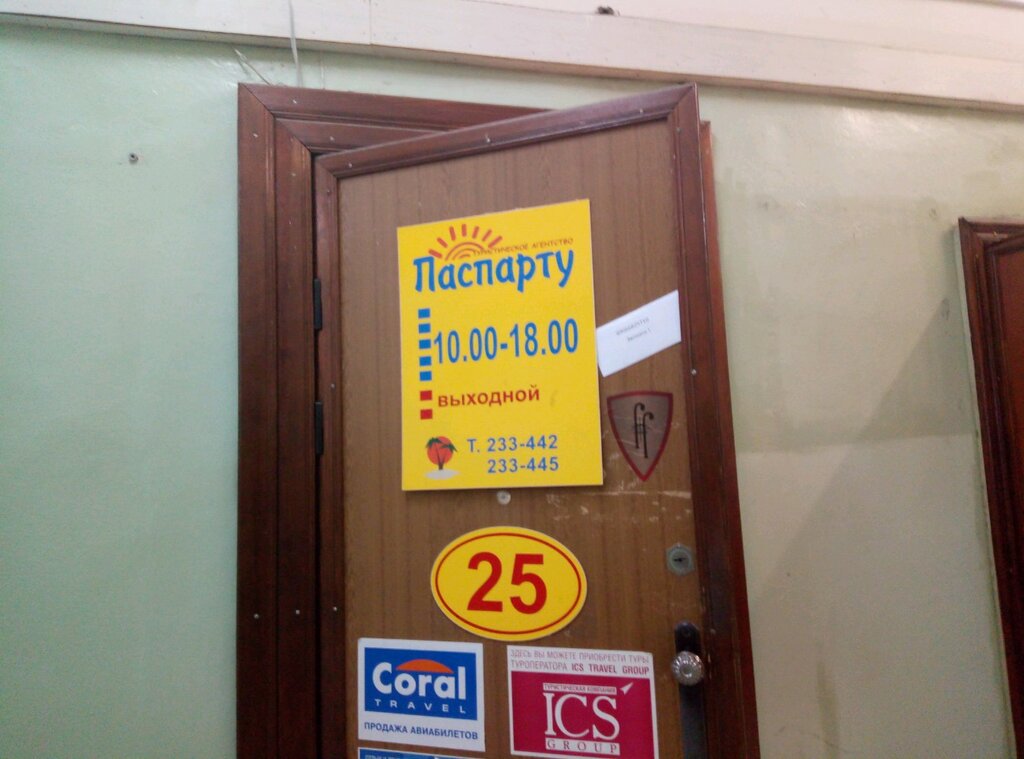 ТУРИСТИЧЕСКОЕ АГЕНТСТВО
Паспарту
10.00-18.00
ВЫХОДНОЙ
Т. 233-442
233-445
ff
25
Coral
TRAVEL
ПРОДАЖА АВИАБИЛЕТОВ
ЗДЕСЬ ВЫ МОЖЕТЕ ПРИОБРЕСТИ ТУРЫ
ТУРОПЕРАТОРА ICS TRAVEL GROUP
ТУРИСТИЧЕСКАЯ КОМПАНИЯ
ICS
GROUP